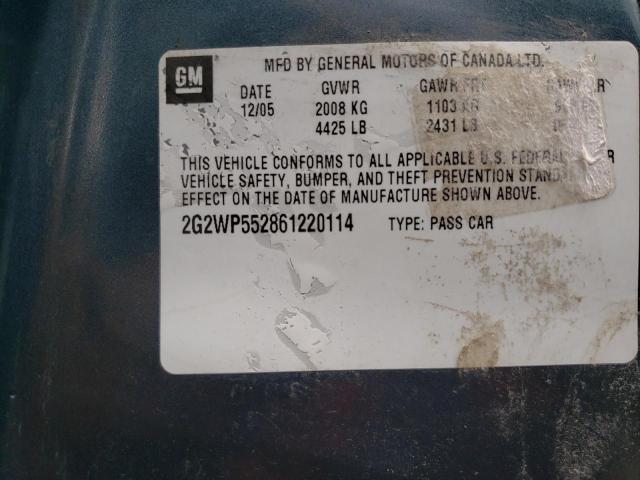 GM
MFD BY GENERAL MOTORS OF CANADA LTD.
DATE GVWR GAWR FRT
12/05 2008 KG 1103 KG
4425 LB 2431 LB
THIS VEHICLE CONFORMS TO ALL APPLICABLE U.S. FEDERAL
VEHICLE SAFETY, BUMPER, AND THEFT PREVENTION
EFFECT ON THE DATE OF MANUFACTURE SHOWN ABOVE.
2G2WP552861220114 TYPE: PASS CAR